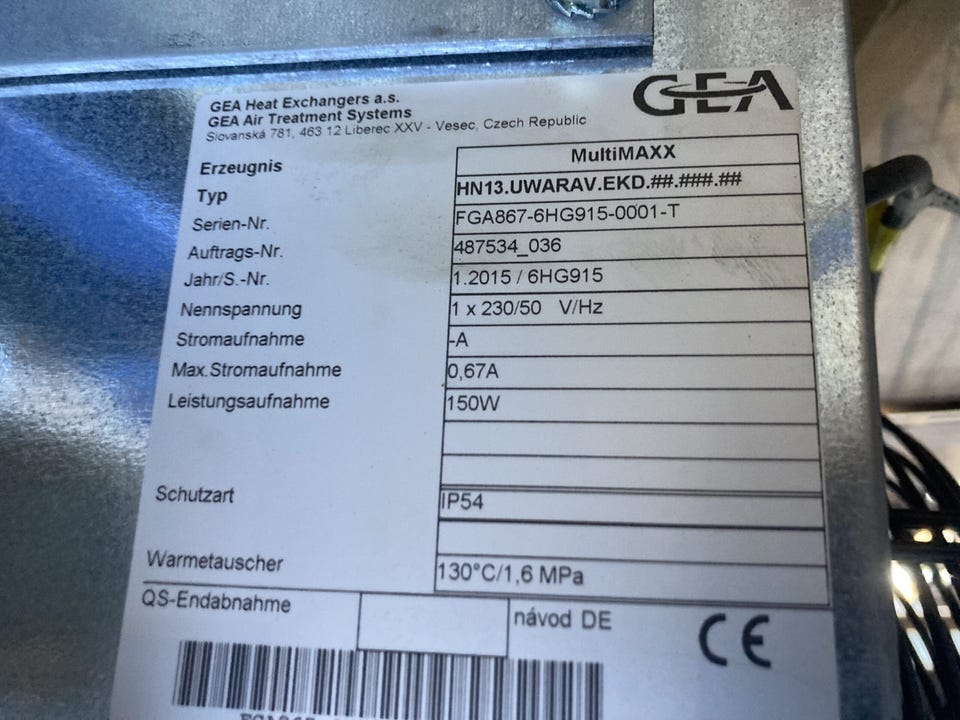 GEA Heat Exchangers a.s.
GEA Air Treatment Systems
Slovanská 781, 463 12 Liberec XXV - Vesec, Czech Republic
GEA
Erzeugnis MultiMAXX
Typ HN13.UWARAV.EKD.##.###.##
Serien-Nr. FGA867-6HG915-0001-T
Auftrags-Nr. 487534_036
Jahr/S.-Nr. 1.2015 / 6HG915
Nennspannung 1 x 230/50 V/Hz
Stromaufnahme -A
Max.Stromaufnahme 0,67A
Leistungsaufnahme 150W
Schutzart IP54
Warmetauscher 130°C/1,6 MPa
QS-Endabnahme návod DE CE